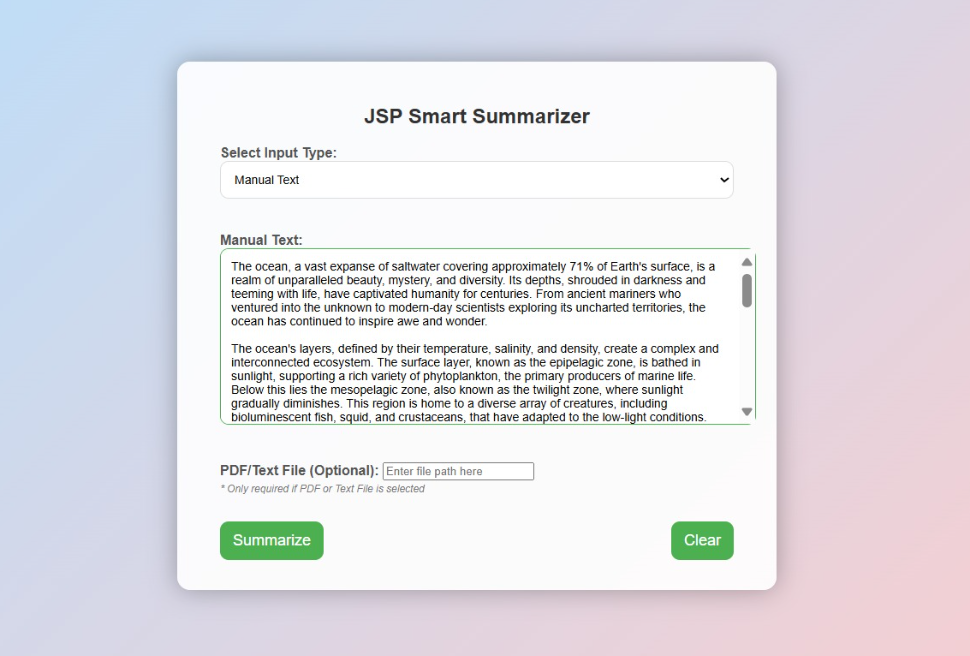 JSP Smart Summarizer
Select Input Type:
Manual Text
Manual Text:
The ocean, a vast expanse of saltwater covering approximately 71% of Earth's surface, is a
realm of unparalleled beauty, mystery, and diversity. Its depths, shrouded in darkness and
teeming with life, have captivated humanity for centuries. From ancient mariners who
ventured into the unknown to modern-day scientists exploring its uncharted territories, the
ocean has continued to inspire awe and wonder.
The ocean's layers, defined by their temperature, salinity, and density, create a complex and
interconnected ecosystem. The surface layer, known as the epipelagic zone, is bathed in
sunlight, supporting a rich variety of phytoplankton, the primary producers of marine life.
Below this lies the mesopelagic zone, also known as the twilight zone, where sunlight
gradually diminishes. This region is home to a diverse array of creatures, including
bioluminescent fish, squid, and crustaceans, that have adapted to the low-light conditions.
PDF/Text File (Optional): Enter file path here
* Only required if PDF or Text File is selected
Summarize Clear